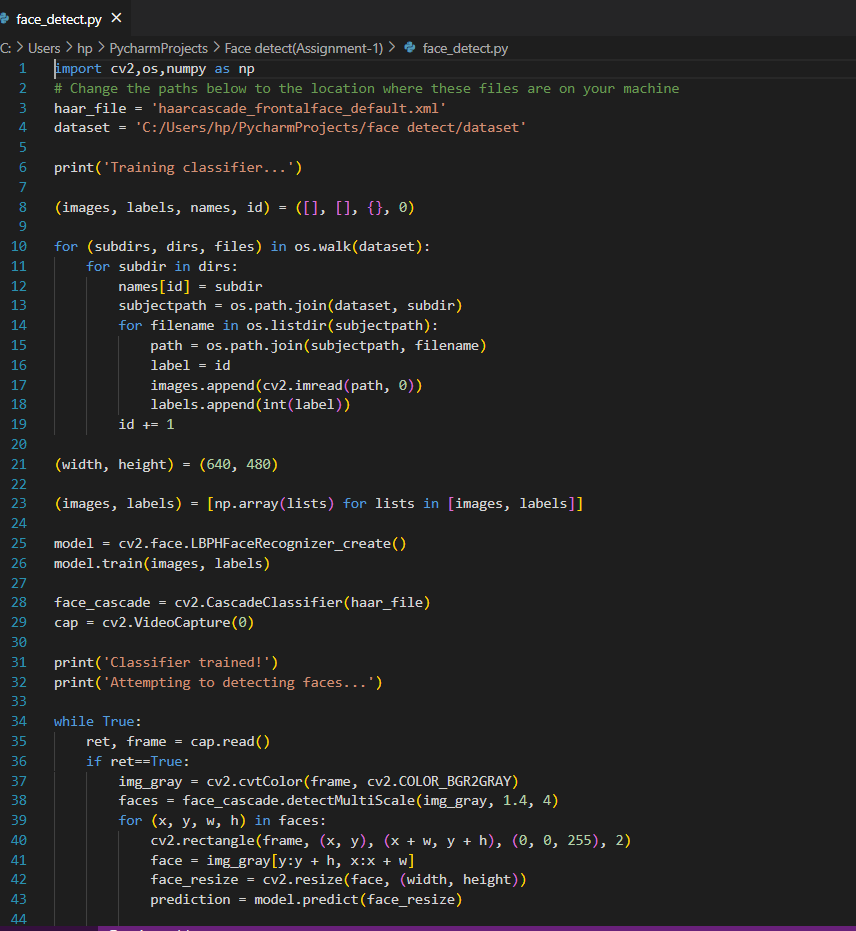 face_detect.py ×
C: > Users > hp > PycharmProjects > Face detect(Assignment-1) > face_detect.py
1 import cv2,os,numpy as np
2 # Change the paths below to the location where these files are on your machine
3 haar_file = 'haarcascade_frontalface_default.xml'
4 dataset = 'C:/Users/hp/PycharmProjects/face detect/dataset'
5
6 print('Training classifier...')
7
8 (images, labels, names, id) = ([], [], {}, 0)
9
10 for (subdirs, dirs, files) in os.walk(dataset):
11     for subdir in dirs:
12         names[id] = subdir
13         subjectpath = os.path.join(dataset, subdir)
14         for filename in os.listdir(subjectpath):
15             path = os.path.join(subjectpath, filename)
16             label = id
17             images.append(cv2.imread(path, 0))
18             labels.append(int(label))
19         id += 1
20
21 (width, height) = (640, 480)
22
23 (images, labels) = [np.array(lists) for lists in [images, labels]]
24
25 model = cv2.face.LBPHFaceRecognizer_create()
26 model.train(images, labels)
27
28 face_cascade = cv2.CascadeClassifier(haar_file)
29 cap = cv2.VideoCapture(0)
30
31 print('Classifier trained!')
32 print('Attempting to detecting faces...')
33
34 while True:
35     ret, frame = cap.read()
36     if ret==True:
37         img_gray = cv2.cvtColor(frame, cv2.COLOR_BGR2GRAY)
38         faces = face_cascade.detectMultiScale(img_gray, 1.4, 4)
39         for (x, y, w, h) in faces:
40             cv2.rectangle(frame, (x, y), (x + w, y + h), (0, 0, 255), 2)
41             face = img_gray[y:y + h, x:x + w]
42             face_resize = cv2.resize(face, (width, height))
43             prediction = model.predict(face_resize)
44